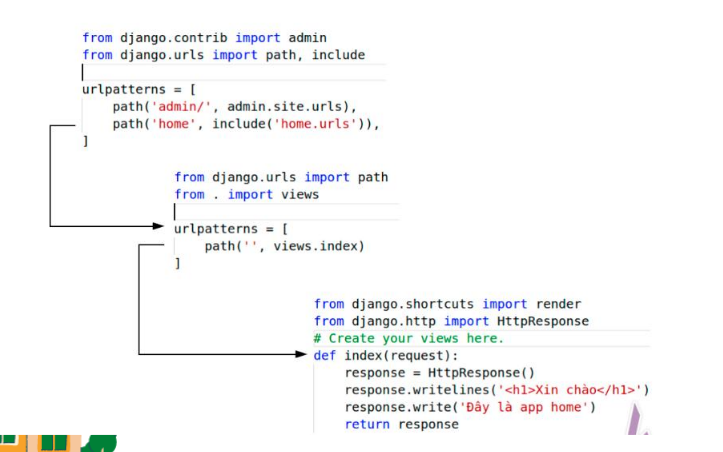 from django.contrib import admin
from django.urls import path, include
urlpatterns = [
    path('admin/', admin.site.urls),
    path('home', include('home.urls')),
]
from django.urls import path
from . import views
urlpatterns = [
    path('', views.index)
]
from django.shortcuts import render
from django.http import HttpResponse
# Create your views here.
def index(request):
    response = HttpResponse()
    response.writelines('<h1>Xin chào</h1>')
    response.write('Đây là app home')
    return response